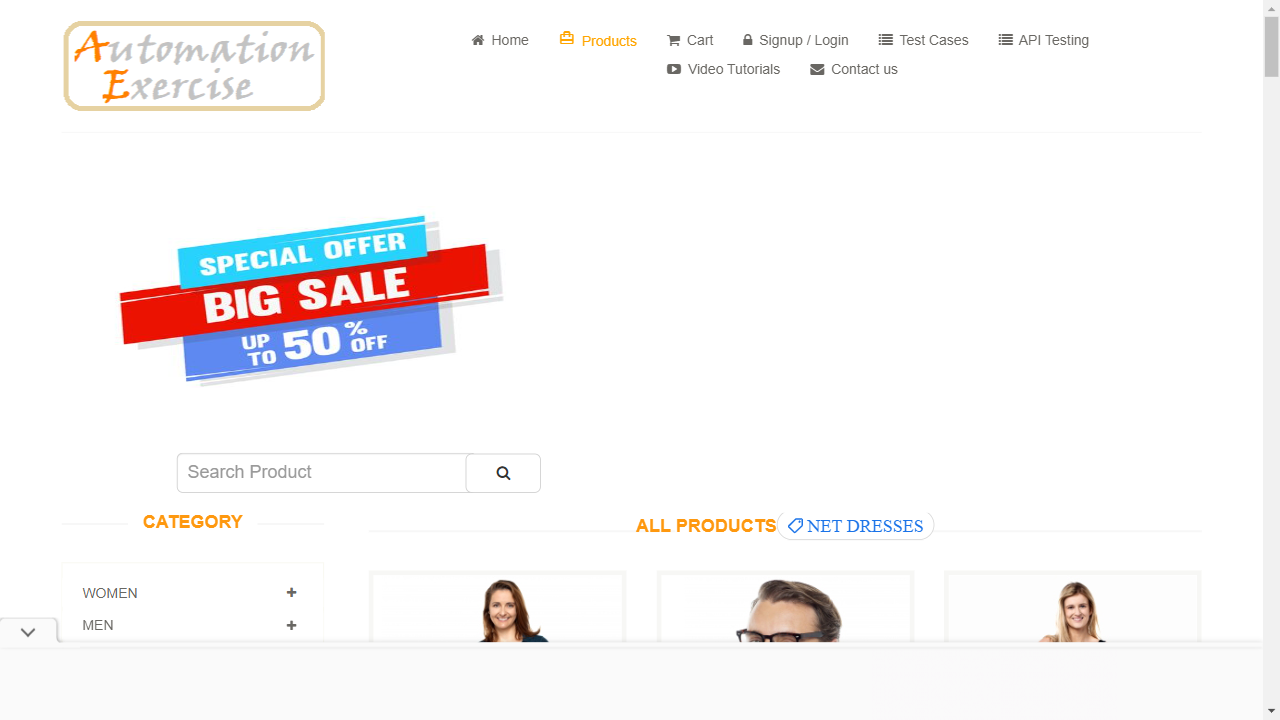 Automation
Exercise
Home
Products
Cart
Signup / Login
Test Cases
API Testing
Video Tutorials
Contact us
SPECIAL OFFER
BIG SALE
UP TO 50% OFF
Search Product
CATEGORY
ALL PRODUCTS
NET DRESSES
WOMEN
MEN